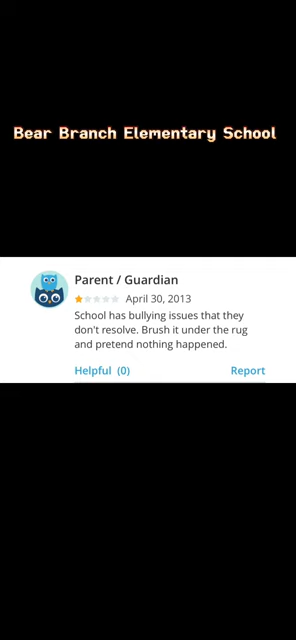 Bear Branch Elementary School
Parent / Guardian
April 30, 2013
School has bullying issues that they
don't resolve. Brush it under the rug
and pretend nothing happened.
Helpful (0)
Report